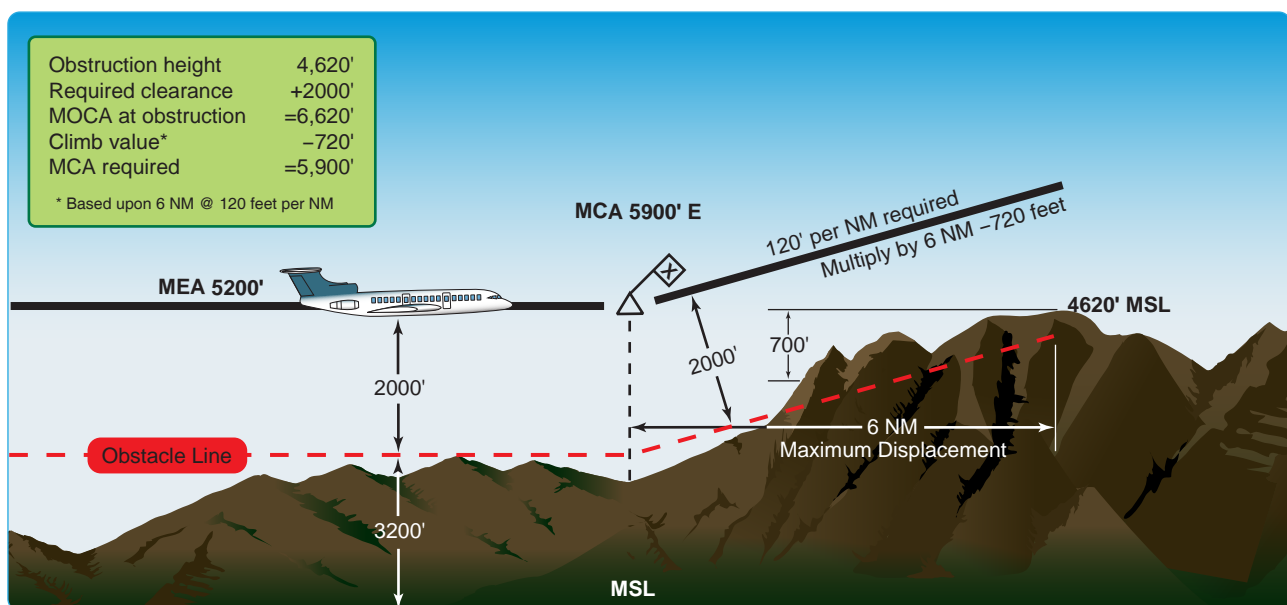 Obstruction height 4,620'
Required clearance +2000'
MOCA at obstruction =6,620'
Climb value* −720'
MCA required =5,900'
* Based upon 6 NM @ 120 feet per NM
MCA 5900' E
120' per NM required
Multiply by 6 NM −720 feet
MEA 5200'
X
4620' MSL
700'
2000'
2000'
6 NM
Maximum Displacement
Obstacle Line
3200'
MSL